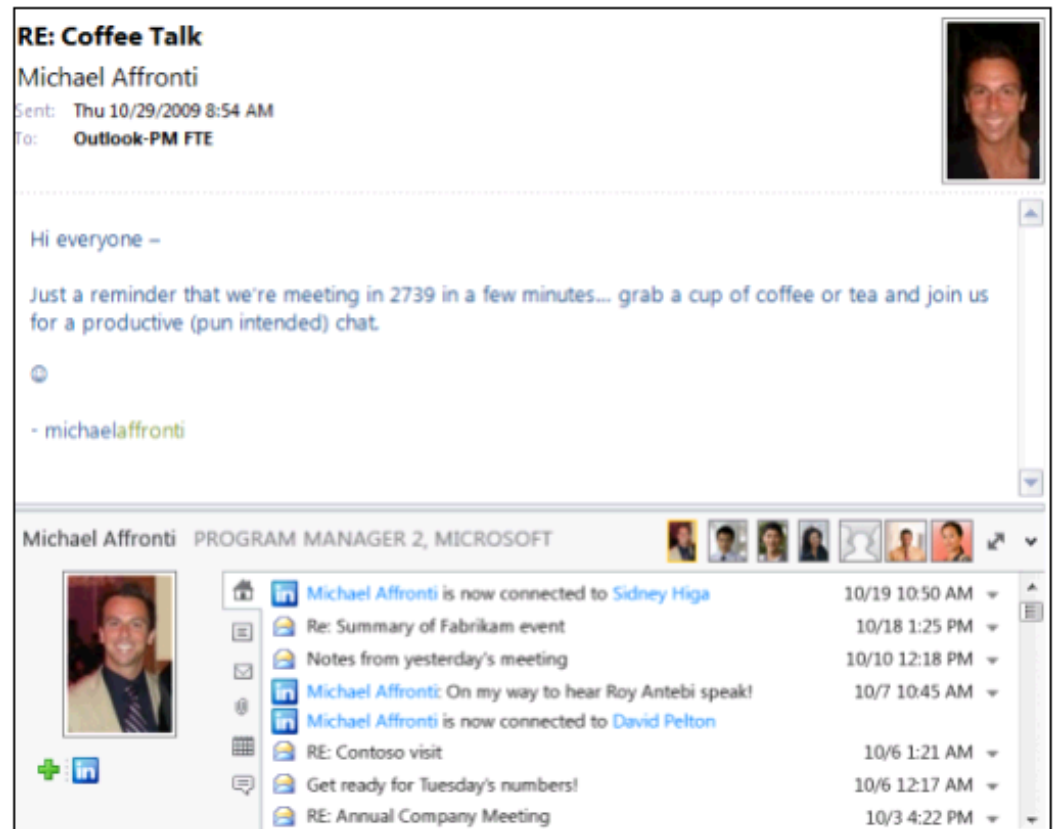 RE: Coffee Talk
Michael Affronti
Sent: Thu 10/29/2009 8:54 AM
To: Outlook-PM FTE
Hi everyone –
Just a reminder that we're meeting in 2739 in a few minutes... grab a cup of coffee or tea and join us
for a productive (pun intended) chat.
☺
- michaelaffronti
Michael Affronti PROGRAM MANAGER 2, MICROSOFT
in Michael Affronti is now connected to Sidney Higa 10/19 10:50 AM
Re: Summary of Fabrikam event 10/18 1:25 PM
Notes from yesterday's meeting 10/10 12:18 PM
in Michael Affronti: On my way to hear Roy Antebi speak! 10/7 10:45 AM
in Michael Affronti is now connected to David Pelton
RE: Contoso visit 10/6 1:21 AM
in
Get ready for Tuesday's numbers! 10/6 12:17 AM
RE: Annual Company Meeting 10/3 4:22 PM